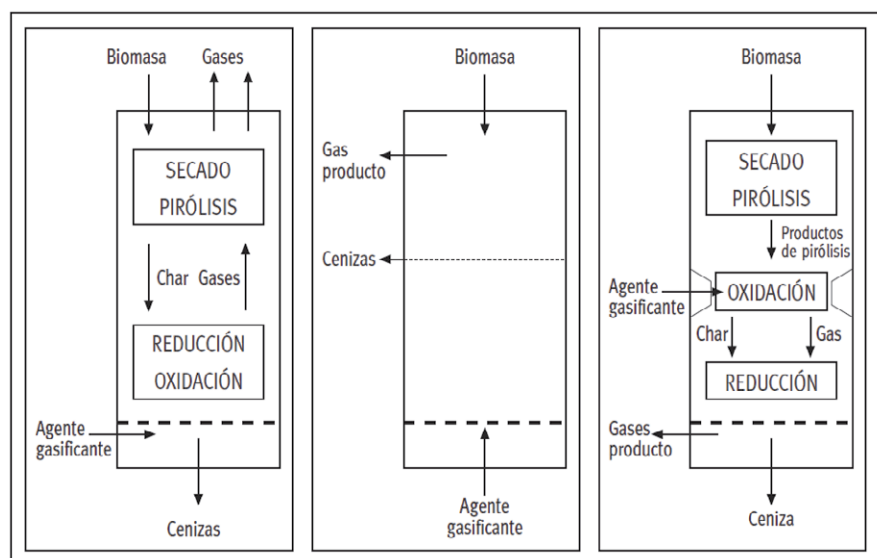 Biomasa
Gases
SECADO
PIRÓLISIS
Char
Gases
REDUCCIÓN
OXIDACIÓN
Agente
gasificante
Cenizas
Biomasa
Gas
producto
Cenizas
Agente
gasificante
Biomasa
SECADO
PIRÓLISIS
Productos
de pirólisis
Agente
gasificante
OXIDACIÓN
Char
Gas
REDUCCIÓN
Gases
producto
Ceniza